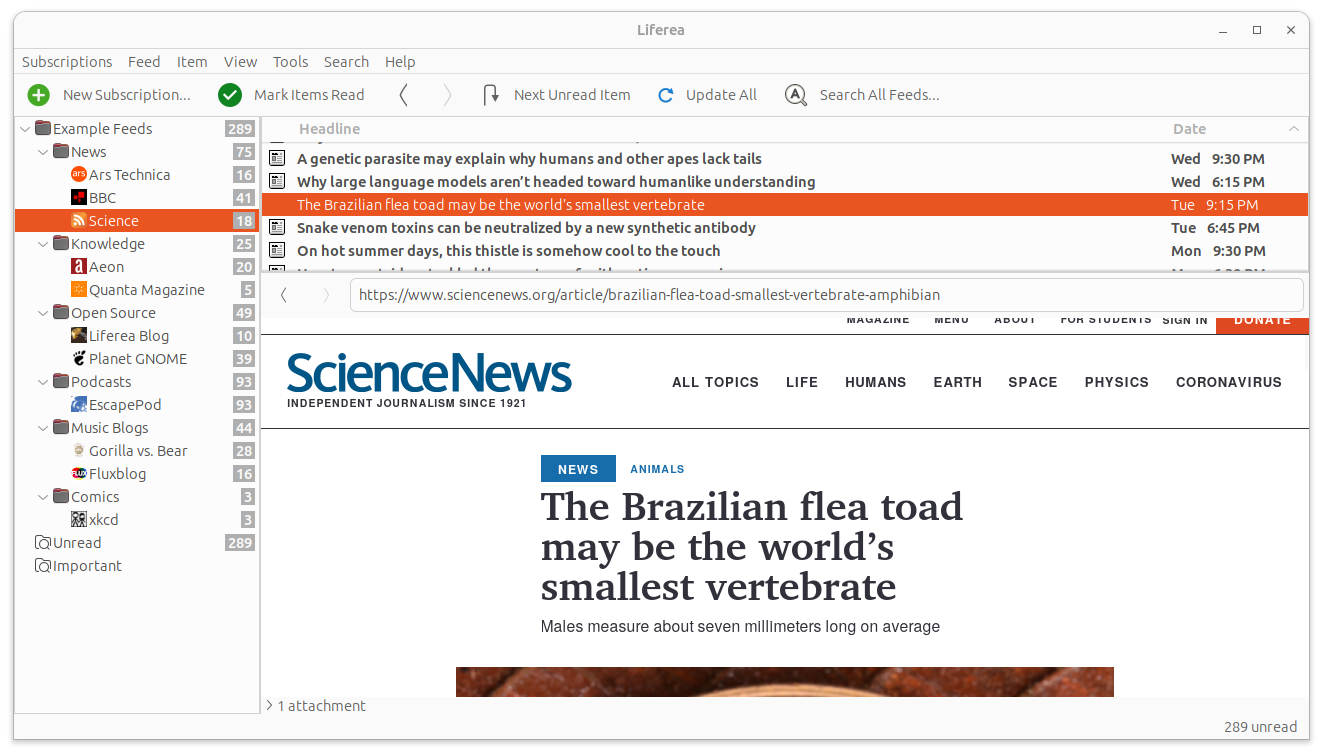 Liferea
Subscriptions Feed Item View Tools Search Help
New Subscription... Mark Items Read Next Unread Item Update All Search All Feeds...
Example Feeds 289
News 75
Ars Technica 16
BBC 41
Science 18
Knowledge 25
Aeon 20
Quanta Magazine 5
Open Source 49
Liferea Blog 10
Planet GNOME 39
Podcasts 93
EscapePod 93
Music Blogs 44
Gorilla vs. Bear 28
Fluxblog 16
Comics 3
xkcd 3
Unread 289
Important
Headline Date
A genetic parasite may explain why humans and other apes lack tails Wed 9:30 PM
Why large language models aren’t headed toward humanlike understanding Wed 6:15 PM
The Brazilian flea toad may be the world’s smallest vertebrate Tue 9:15 PM
Snake venom toxins can be neutralized by a new synthetic antibody Tue 6:45 PM
On hot summer days, this thistle is somehow cool to the touch Mon 9:30 PM
https://www.sciencenews.org/article/brazilian-flea-toad-smallest-vertebrate-amphibian
MAGAZINE MENU ABOUT FOR STUDENTS SIGN IN DONATE
ScienceNews
INDEPENDENT JOURNALISM SINCE 1921
ALL TOPICS LIFE HUMANS EARTH SPACE PHYSICS CORONAVIRUS
NEWS ANIMALS
The Brazilian flea toad
may be the world’s
smallest vertebrate
Males measure about seven millimeters long on average
1 attachment
289 unread